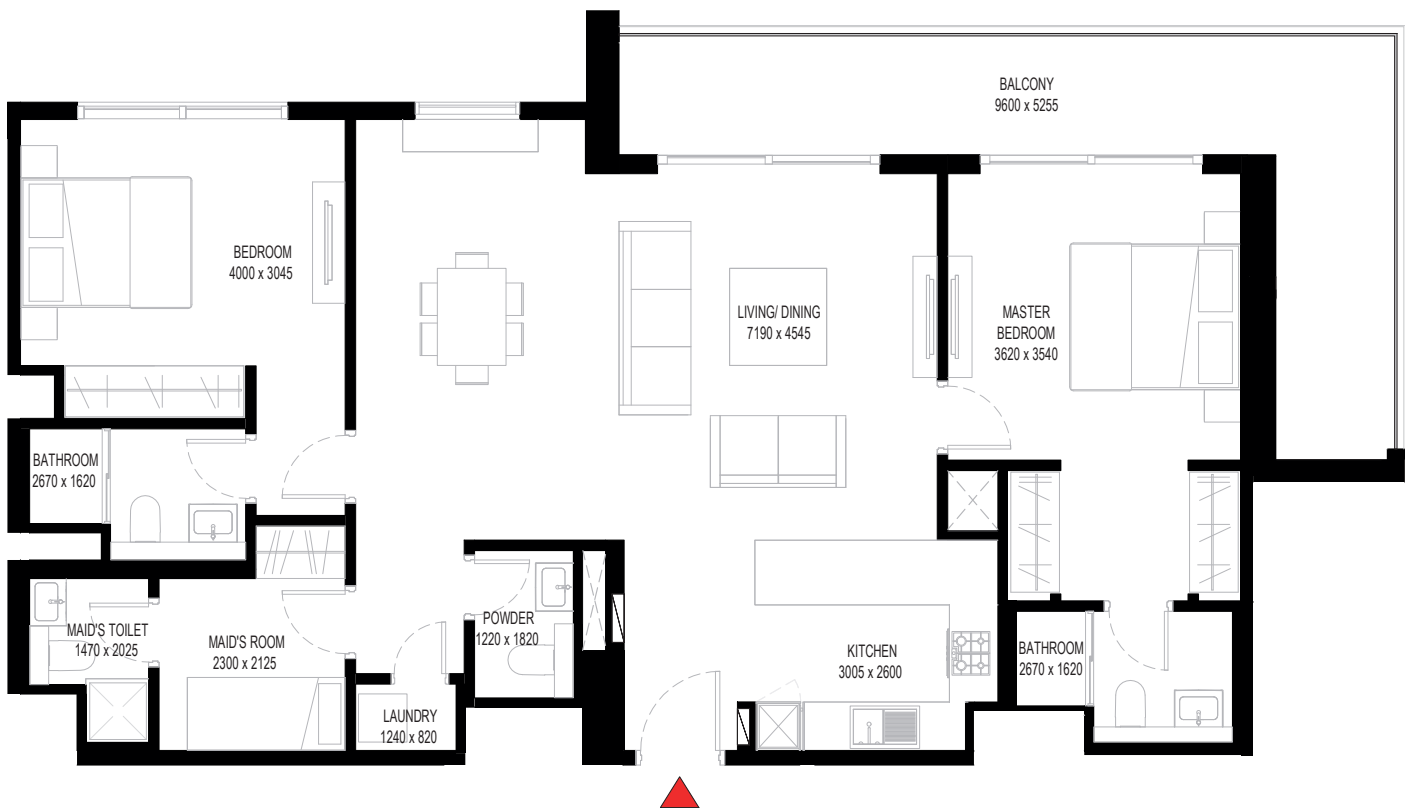 BALCONY
9600 x 5255
BEDROOM
4000 x 3045
LIVING/ DINING
7190 x 4545
MASTER
BEDROOM
3620 x 3540
BATHROOM
2670 x 1620
MAID'S TOILET
1470 x 2025
MAID'S ROOM
2300 x 2125
POWDER
1220 x 1820
LAUNDRY
1240 x 820
KITCHEN
3005 x 2600
BATHROOM
2670 x 1620